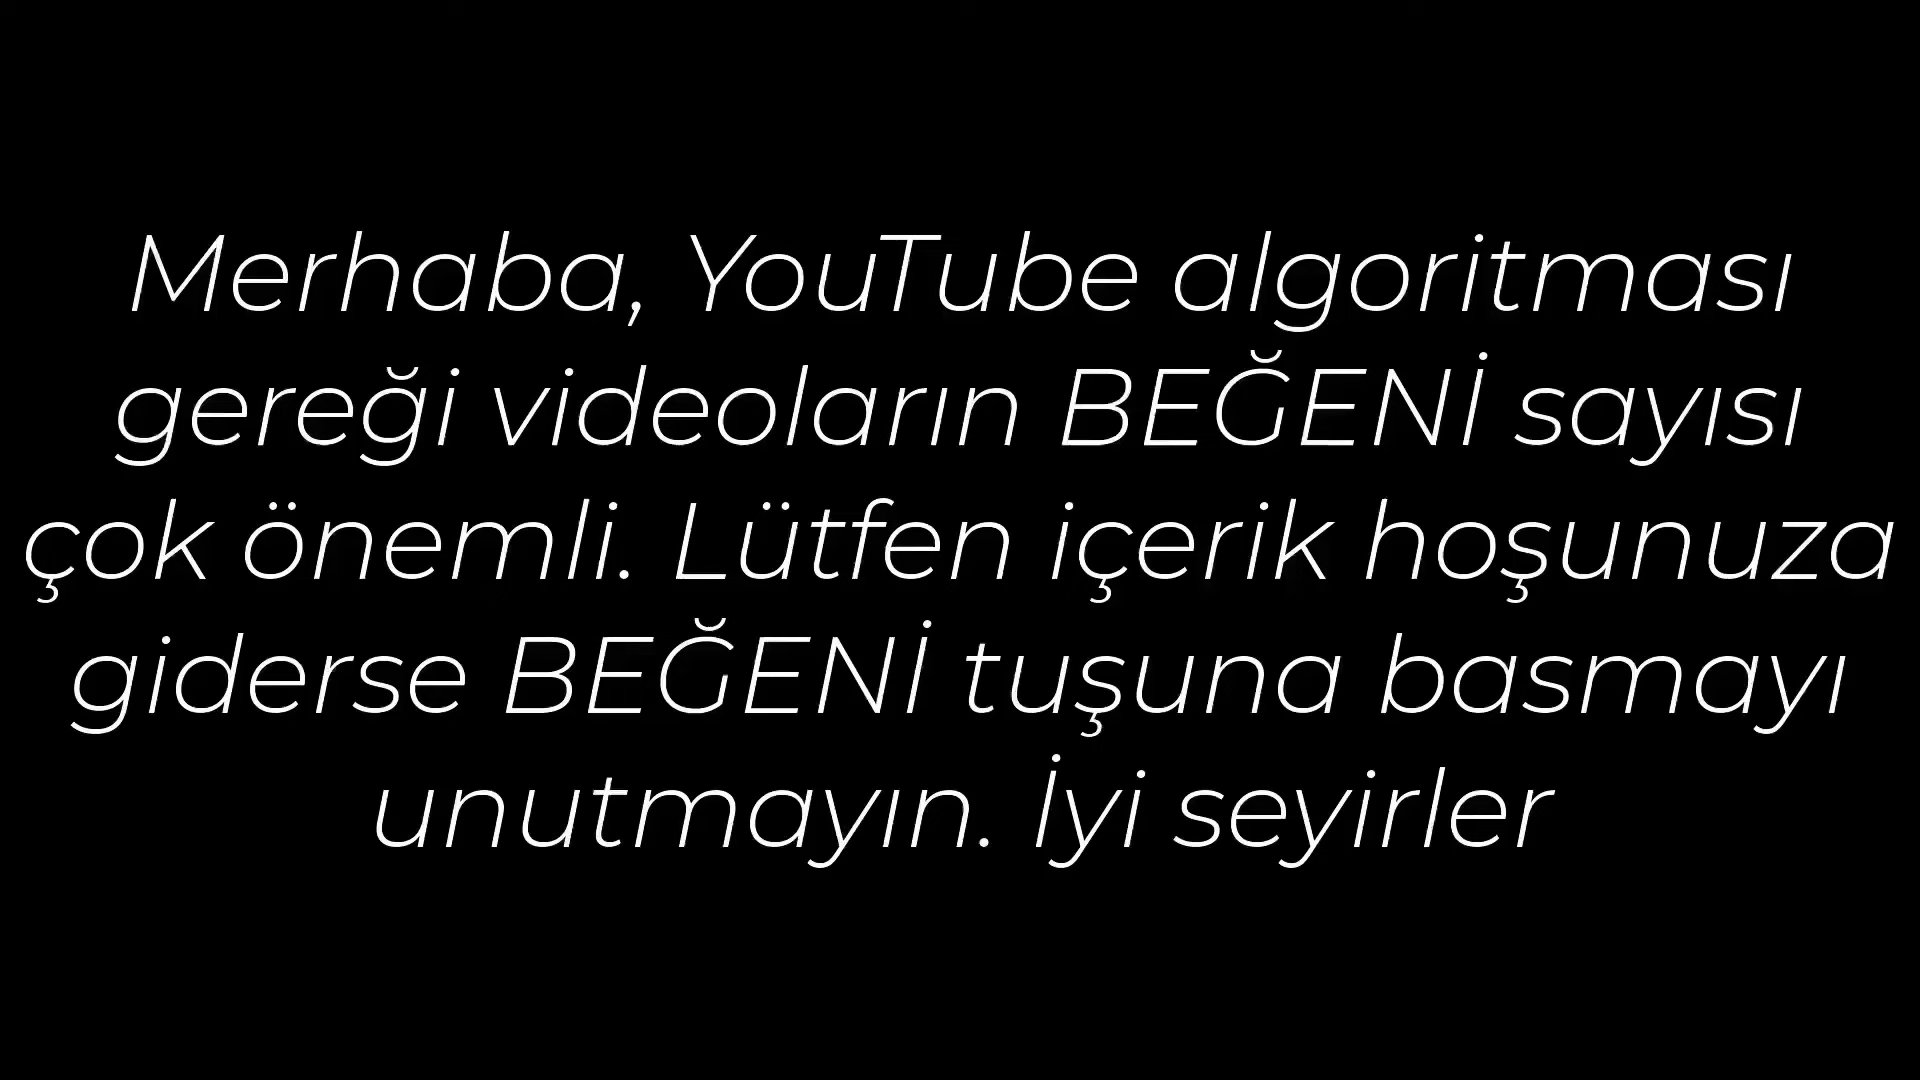 Merhaba, YouTube algoritması
gereği videoların BEĞENİ sayısı
çok önemli. Lütfen içerik hoşunuza
giderse BEĞENİ tuşuna basmayı
unutmayın. İyi seyirler